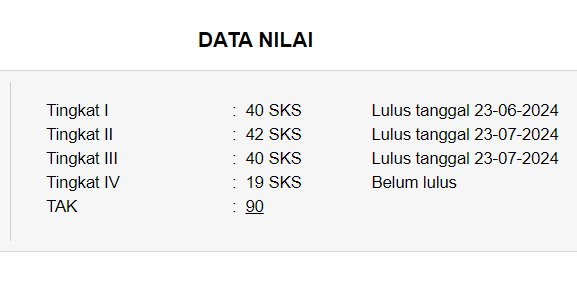 DATA NILAI
Tingkat I : 40 SKS Lulus tanggal 23-06-2024
Tingkat II : 42 SKS Lulus tanggal 23-07-2024
Tingkat III : 40 SKS Lulus tanggal 23-07-2024
Tingkat IV : 19 SKS Belum lulus
TAK : 90